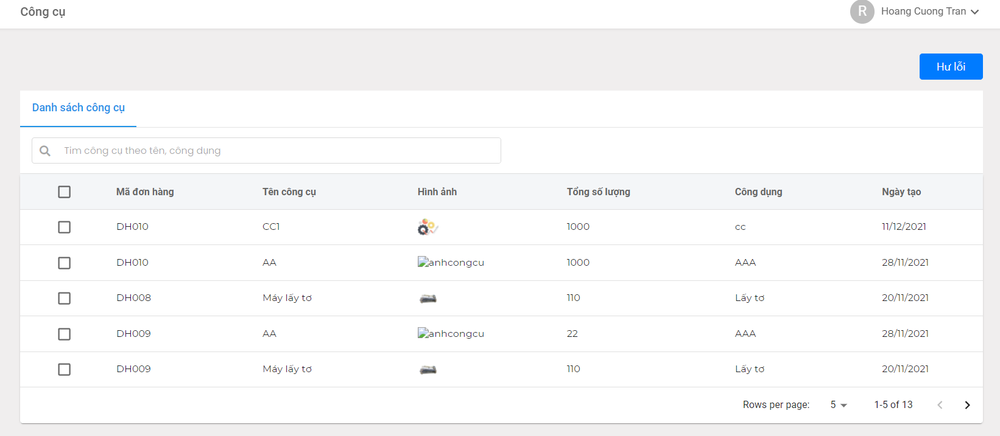 Công cụ
R Hoang Cuong Tran
Hư lỗi
Danh sách công cụ
Tìm công cụ theo tên, công dụng
Mã đơn hàng Tên công cụ Hình ảnh Tổng số lượng Công dụng Ngày tạo
DH010 CC1 1000 cc 11/12/2021
DH010 AA anhcongcu 1000 AAA 28/11/2021
DH008 Máy lấy tơ 110 Lấy tơ 20/11/2021
DH009 AA anhcongcu 22 AAA 28/11/2021
DH009 Máy lấy tơ 110 Lấy tơ 20/11/2021
Rows per page: 5 1-5 of 13